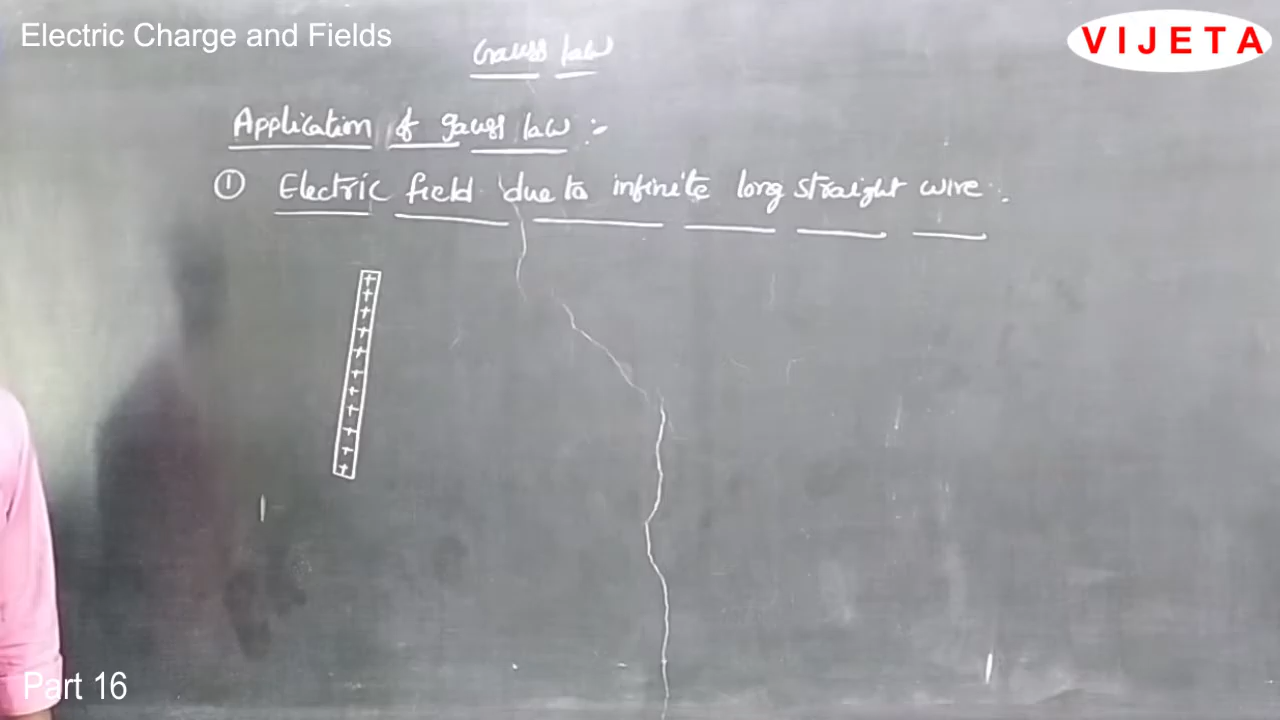 Electric Charge and Fields
VIJETA
Gauss law
Application of gauss law :-
① Electric field due to infinite long straight wire.
+
+
+
+
+
+
+
+
+
+
+
Part 16